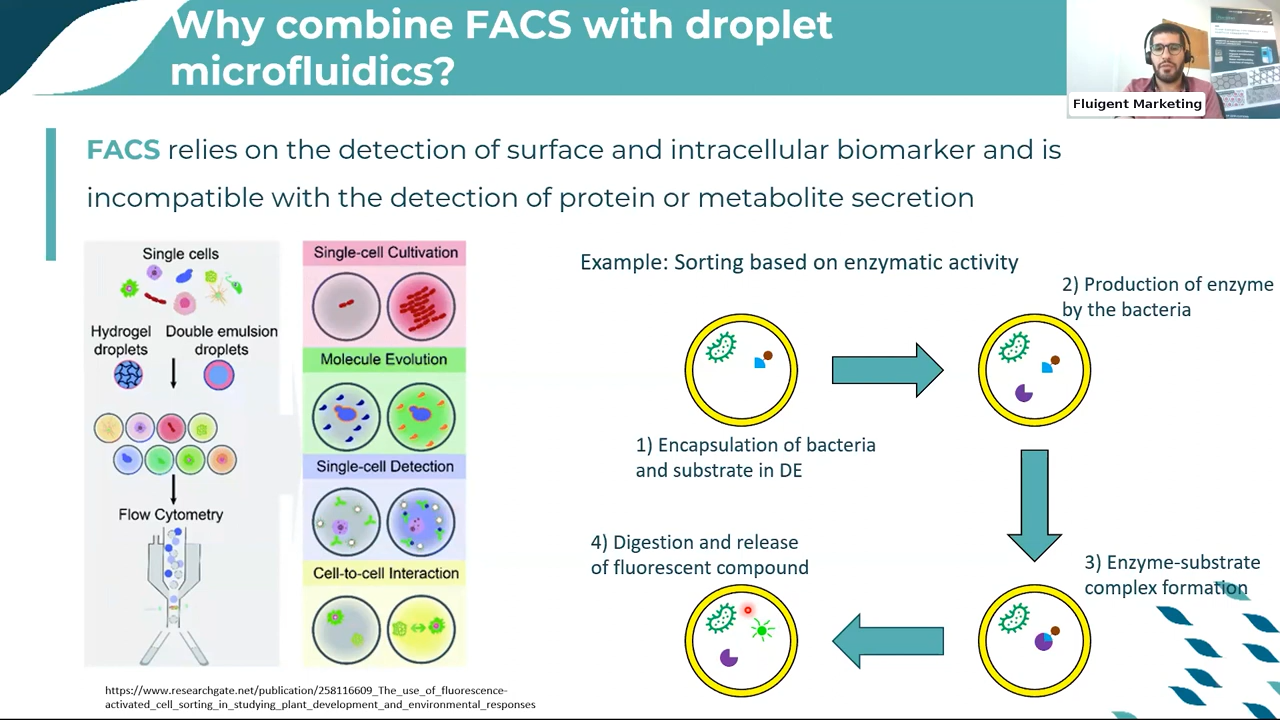 Why combine FACS with droplet
microfluidics?
Fluigent Marketing
FACS relies on the detection of surface and intracellular biomarker and is
incompatible with the detection of protein or metabolite secretion
Single cells
Hydrogel
droplets
Double emulsion
droplets
Flow Cytometry
Single-cell Cultivation
Molecule Evolution
Single-cell Detection
Cell-to-cell Interaction
Example: Sorting based on enzymatic activity
1) Encapsulation of bacteria
and substrate in DE
2) Production of enzyme
by the bacteria
3) Enzyme-substrate
complex formation
4) Digestion and release
of fluorescent compound
https://www.researchgate.net/publication/258116609_The_use_of_fluorescence-
activated_cell_sorting_in_studying_plant_development_and_environmental_responses